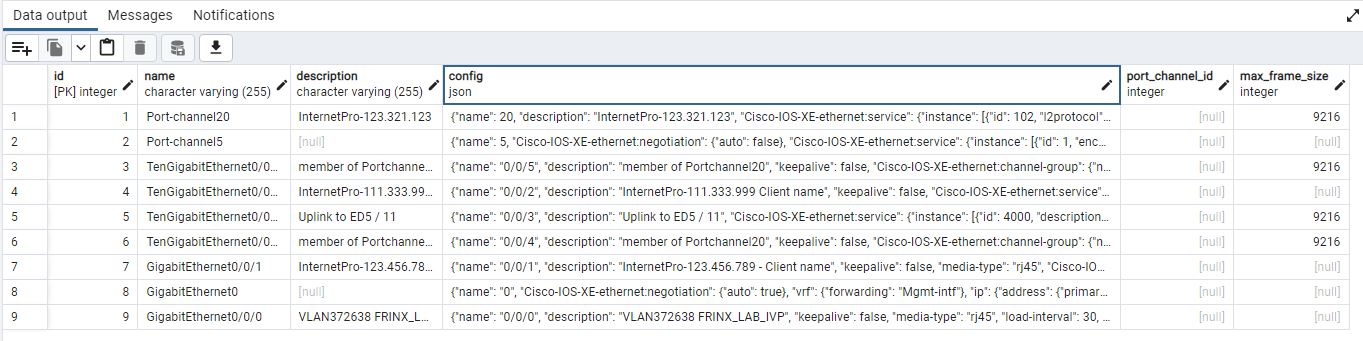 Data output Messages Notifications
id name description config port_channel_id max_frame_size
[PK] integer character varying (255) character varying (255) json integer integer
1 1 Port-channel20 InternetPro-123.321.123 {"name": 20, "description": "InternetPro-123.321.123", "Cisco-IOS-XE-ethernet:service": {"instance": [{"id": 102, "l2protocol"... [null] 9216
2 2 Port-channel5 [null] {"name": 5, "Cisco-IOS-XE-ethernet:negotiation": {"auto": false}, "Cisco-IOS-XE-ethernet:service": {"instance": [{"id": 1, "enc... [null] [null]
3 3 TenGigabitEthernet0/0... member of Portchanne... {"name": "0/0/5", "description": "member of Portchannel20", "keepalive": false, "Cisco-IOS-XE-ethernet:channel-group": {"n... [null] 9216
4 4 TenGigabitEthernet0/0... InternetPro-111.333.99... {"name": "0/0/2", "description": "InternetPro-111.333.999 Client name", "keepalive": false, "Cisco-IOS-XE-ethernet:service"... [null] [null]
5 5 TenGigabitEthernet0/0... Uplink to ED5 / 11 {"name": "0/0/3", "description": "Uplink to ED5 / 11", "Cisco-IOS-XE-ethernet:service": {"instance": [{"id": 4000, "description... [null] 9216
6 6 TenGigabitEthernet0/0... member of Portchanne... {"name": "0/0/4", "description": "member of Portchannel20", "keepalive": false, "Cisco-IOS-XE-ethernet:channel-group": {"n... [null] 9216
7 7 GigabitEthernet0/0/1 InternetPro-123.456.78... {"name": "0/0/1", "description": "InternetPro-123.456.789 - Client name", "keepalive": false, "media-type": "rj45", "Cisco-IO... [null] [null]
8 8 GigabitEthernet0 [null] {"name": "0", "Cisco-IOS-XE-ethernet:negotiation": {"auto": true}, "vrf": {"forwarding": "Mgmt-intf"}, "ip": {"address": {"primar... [null] [null]
9 9 GigabitEthernet0/0/0 VLAN372638 FRINX_L... {"name": "0/0/0", "description": "VLAN372638 FRINX_LAB_IVP", "keepalive": false, "media-type": "rj45", "load-interval": 30, ... [null] [null]